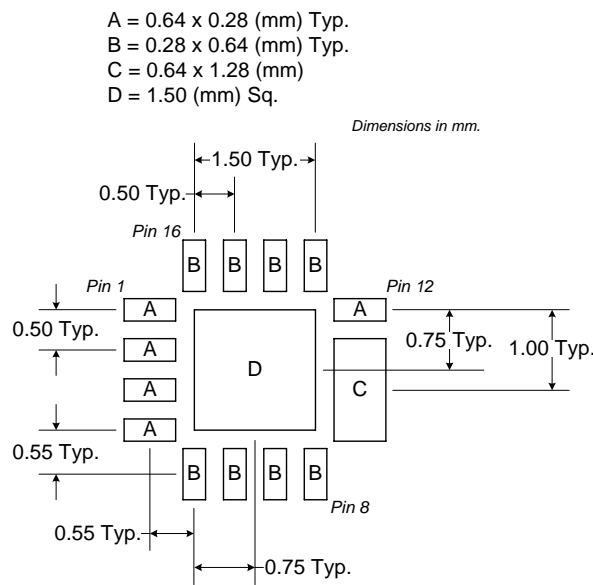 A = 0.64 x 0.28 (mm) Typ.
B = 0.28 x 0.64 (mm) Typ.
C = 0.64 x 1.28 (mm)
D = 1.50 (mm) Sq.
Dimensions in mm.
1.50 Typ.
0.50 Typ.
Pin 16
B B B B
Pin 1
Pin 12
A
A
0.50 Typ.
0.75 Typ.
1.00 Typ.
A
D
A
C
A
0.55 Typ.
B B B B
Pin 8
0.55 Typ.
0.75 Typ.